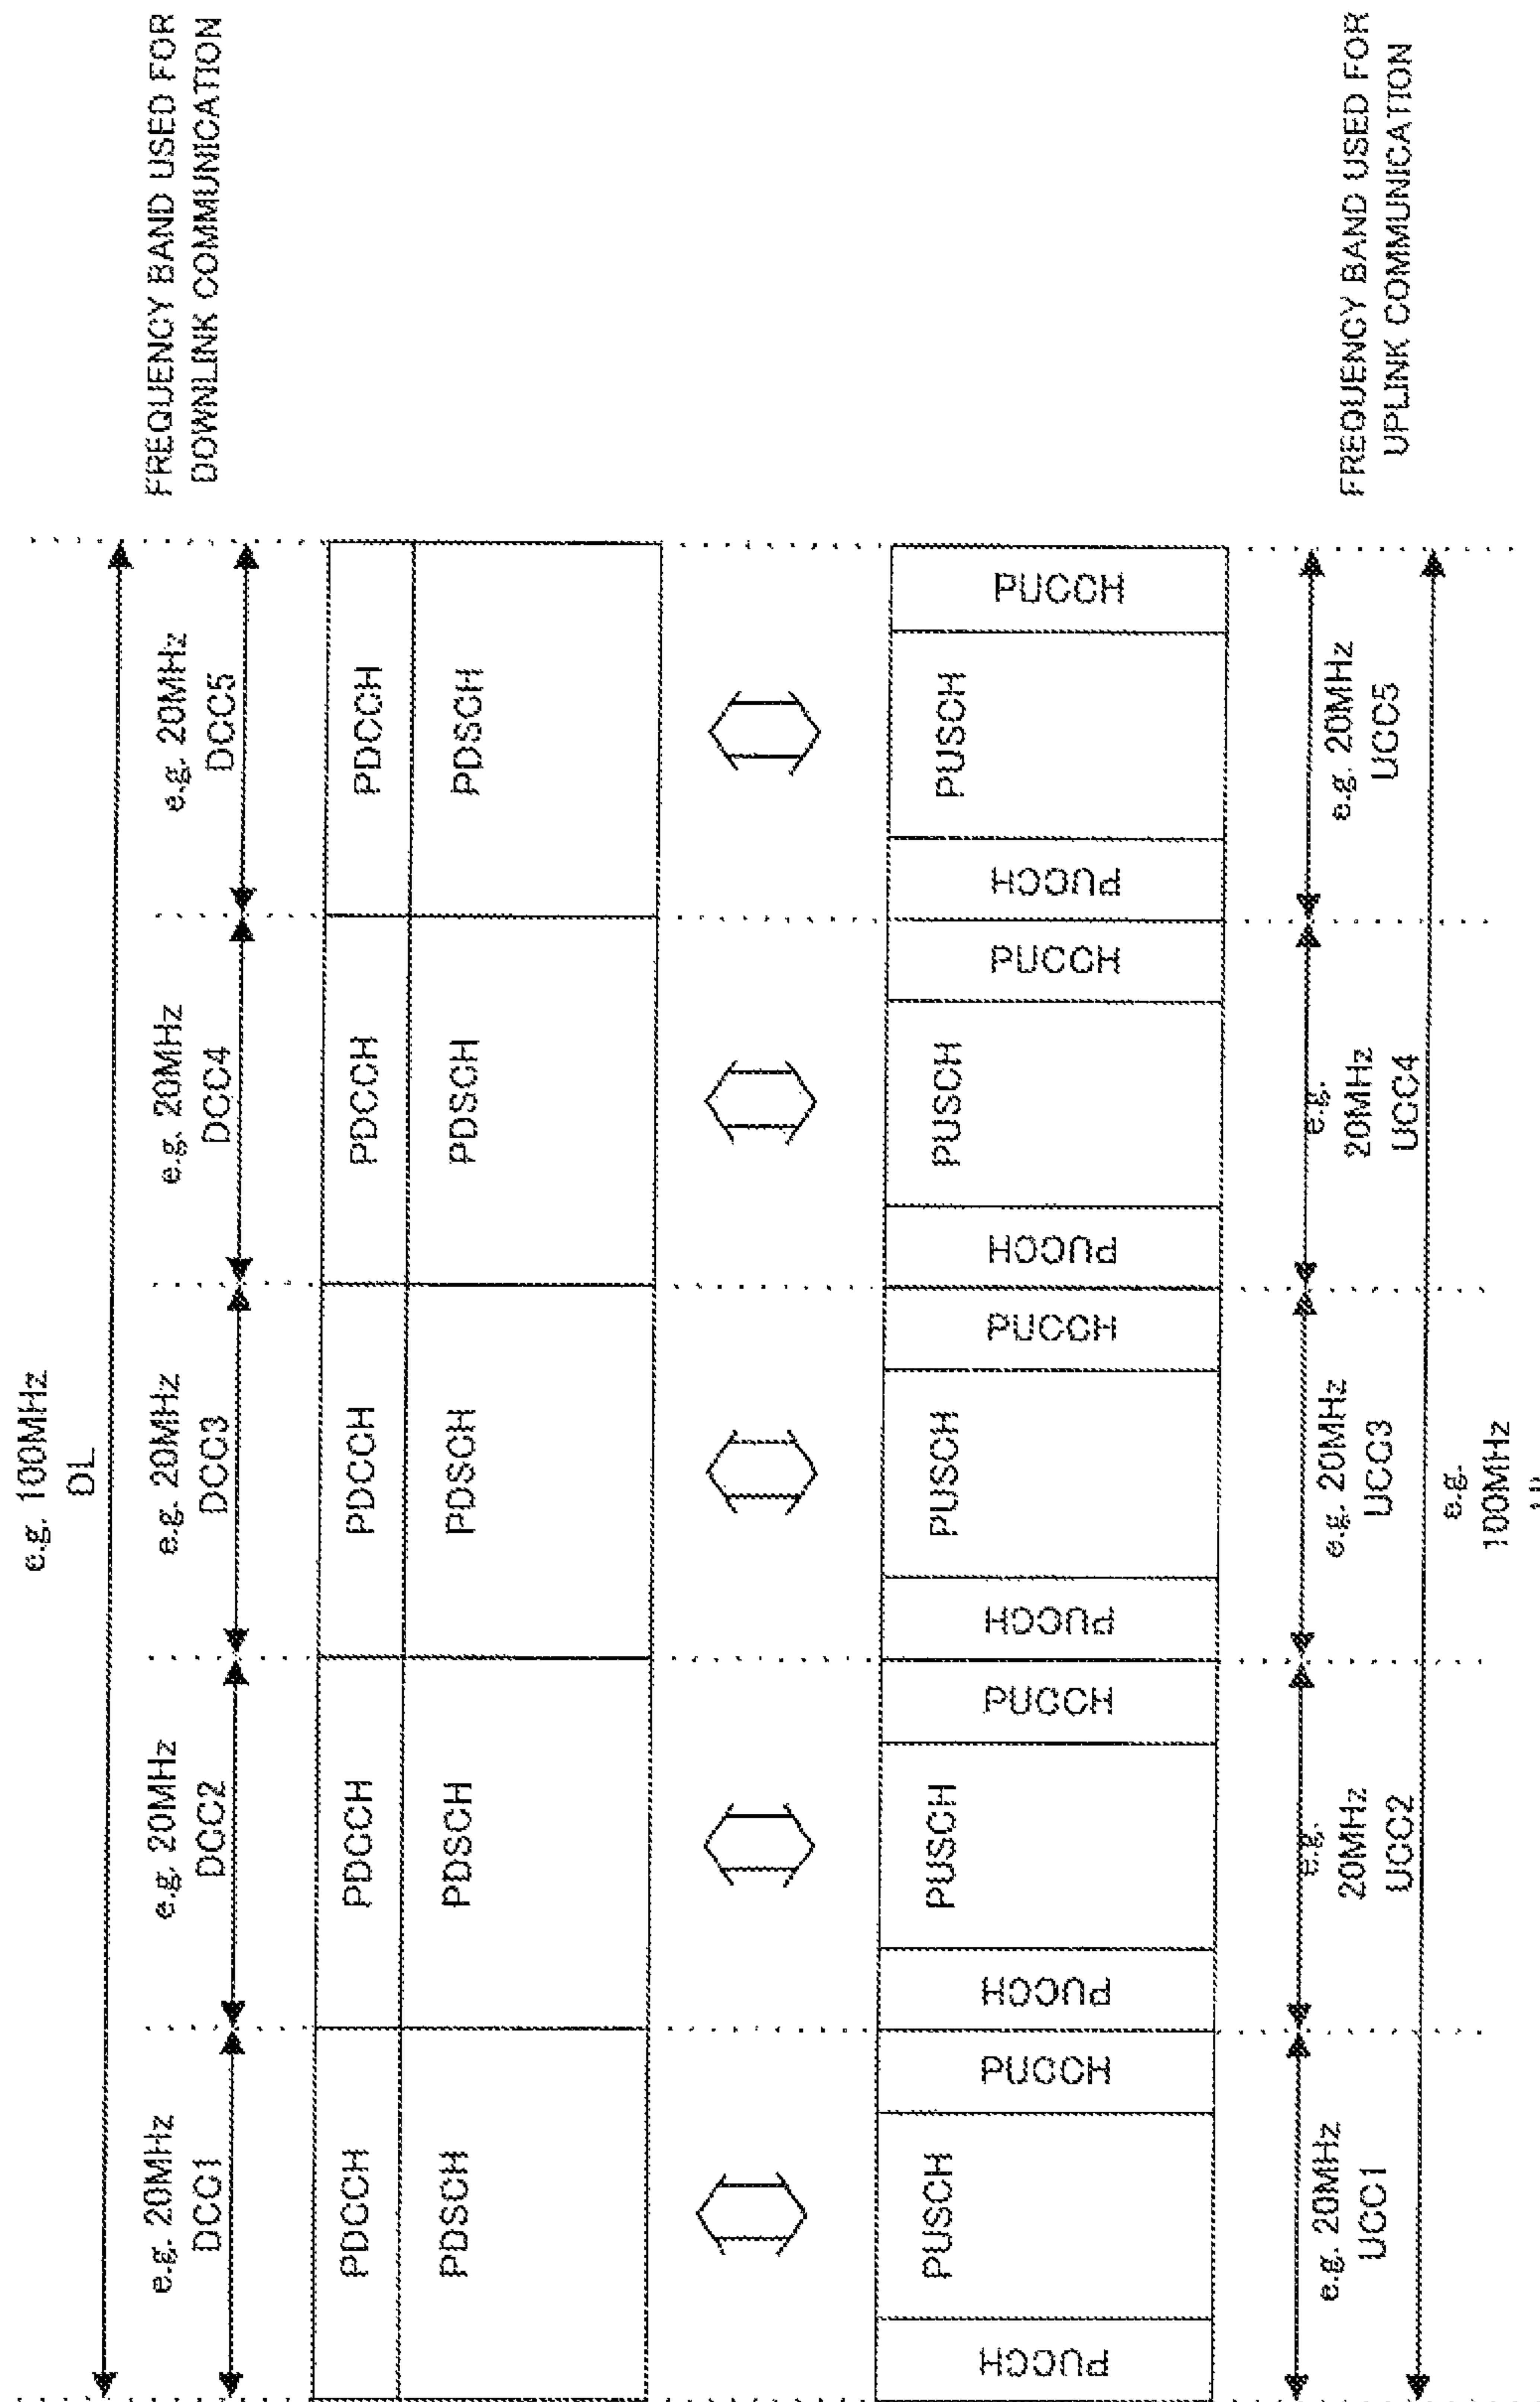 e.g. 100MHz
DL
FREQUENCY BAND USED FOR
DOWNLINK COMMUNICATION
e.g. 20MHz
DCC1
e.g. 20MHz
DCC2
e.g. 20MHz
DCC3
e.g. 20MHz
DCC4
e.g. 20MHz
DCC5
PDCCH
PDCCH
PDCCH
PDCCH
PDCCH
PDSCH
PDSCH
PDSCH
PDSCH
PDSCH
PUCCH
PUSCH
PUCCH
PUCCH
PUSCH
PUCCH
PUCCH
PUSCH
PUCCH
PUCCH
PUSCH
PUCCH
PUCCH
PUSCH
PUCCH
e.g. 20MHz
UCC1
e.g.
20MHz
UCC2
e.g. 20MHz
UCC3
e.g.
20MHz
UCC4
e.g. 20MHz
UCC5
FREQUENCY BAND USED FOR
UPLINK COMMUNICATION
e.g.
100MHz